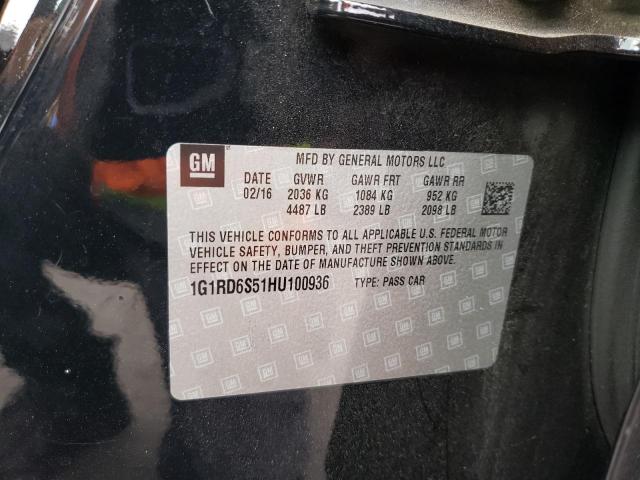 GM MFD BY GENERAL MOTORS LLC
DATE GVWR GAWR FRT GAWR RR
02/16 2036 KG 1084 KG 952 KG
4487 LB 2389 LB 2098 LB
THIS VEHICLE CONFORMS TO ALL APPLICABLE U.S. FEDERAL MOTOR
VEHICLE SAFETY, BUMPER, AND THEFT PREVENTION STANDARDS IN
EFFECT ON THE DATE OF MANUFACTURE SHOWN ABOVE.
1G1RD6S51HU100936 TYPE: PASS CAR